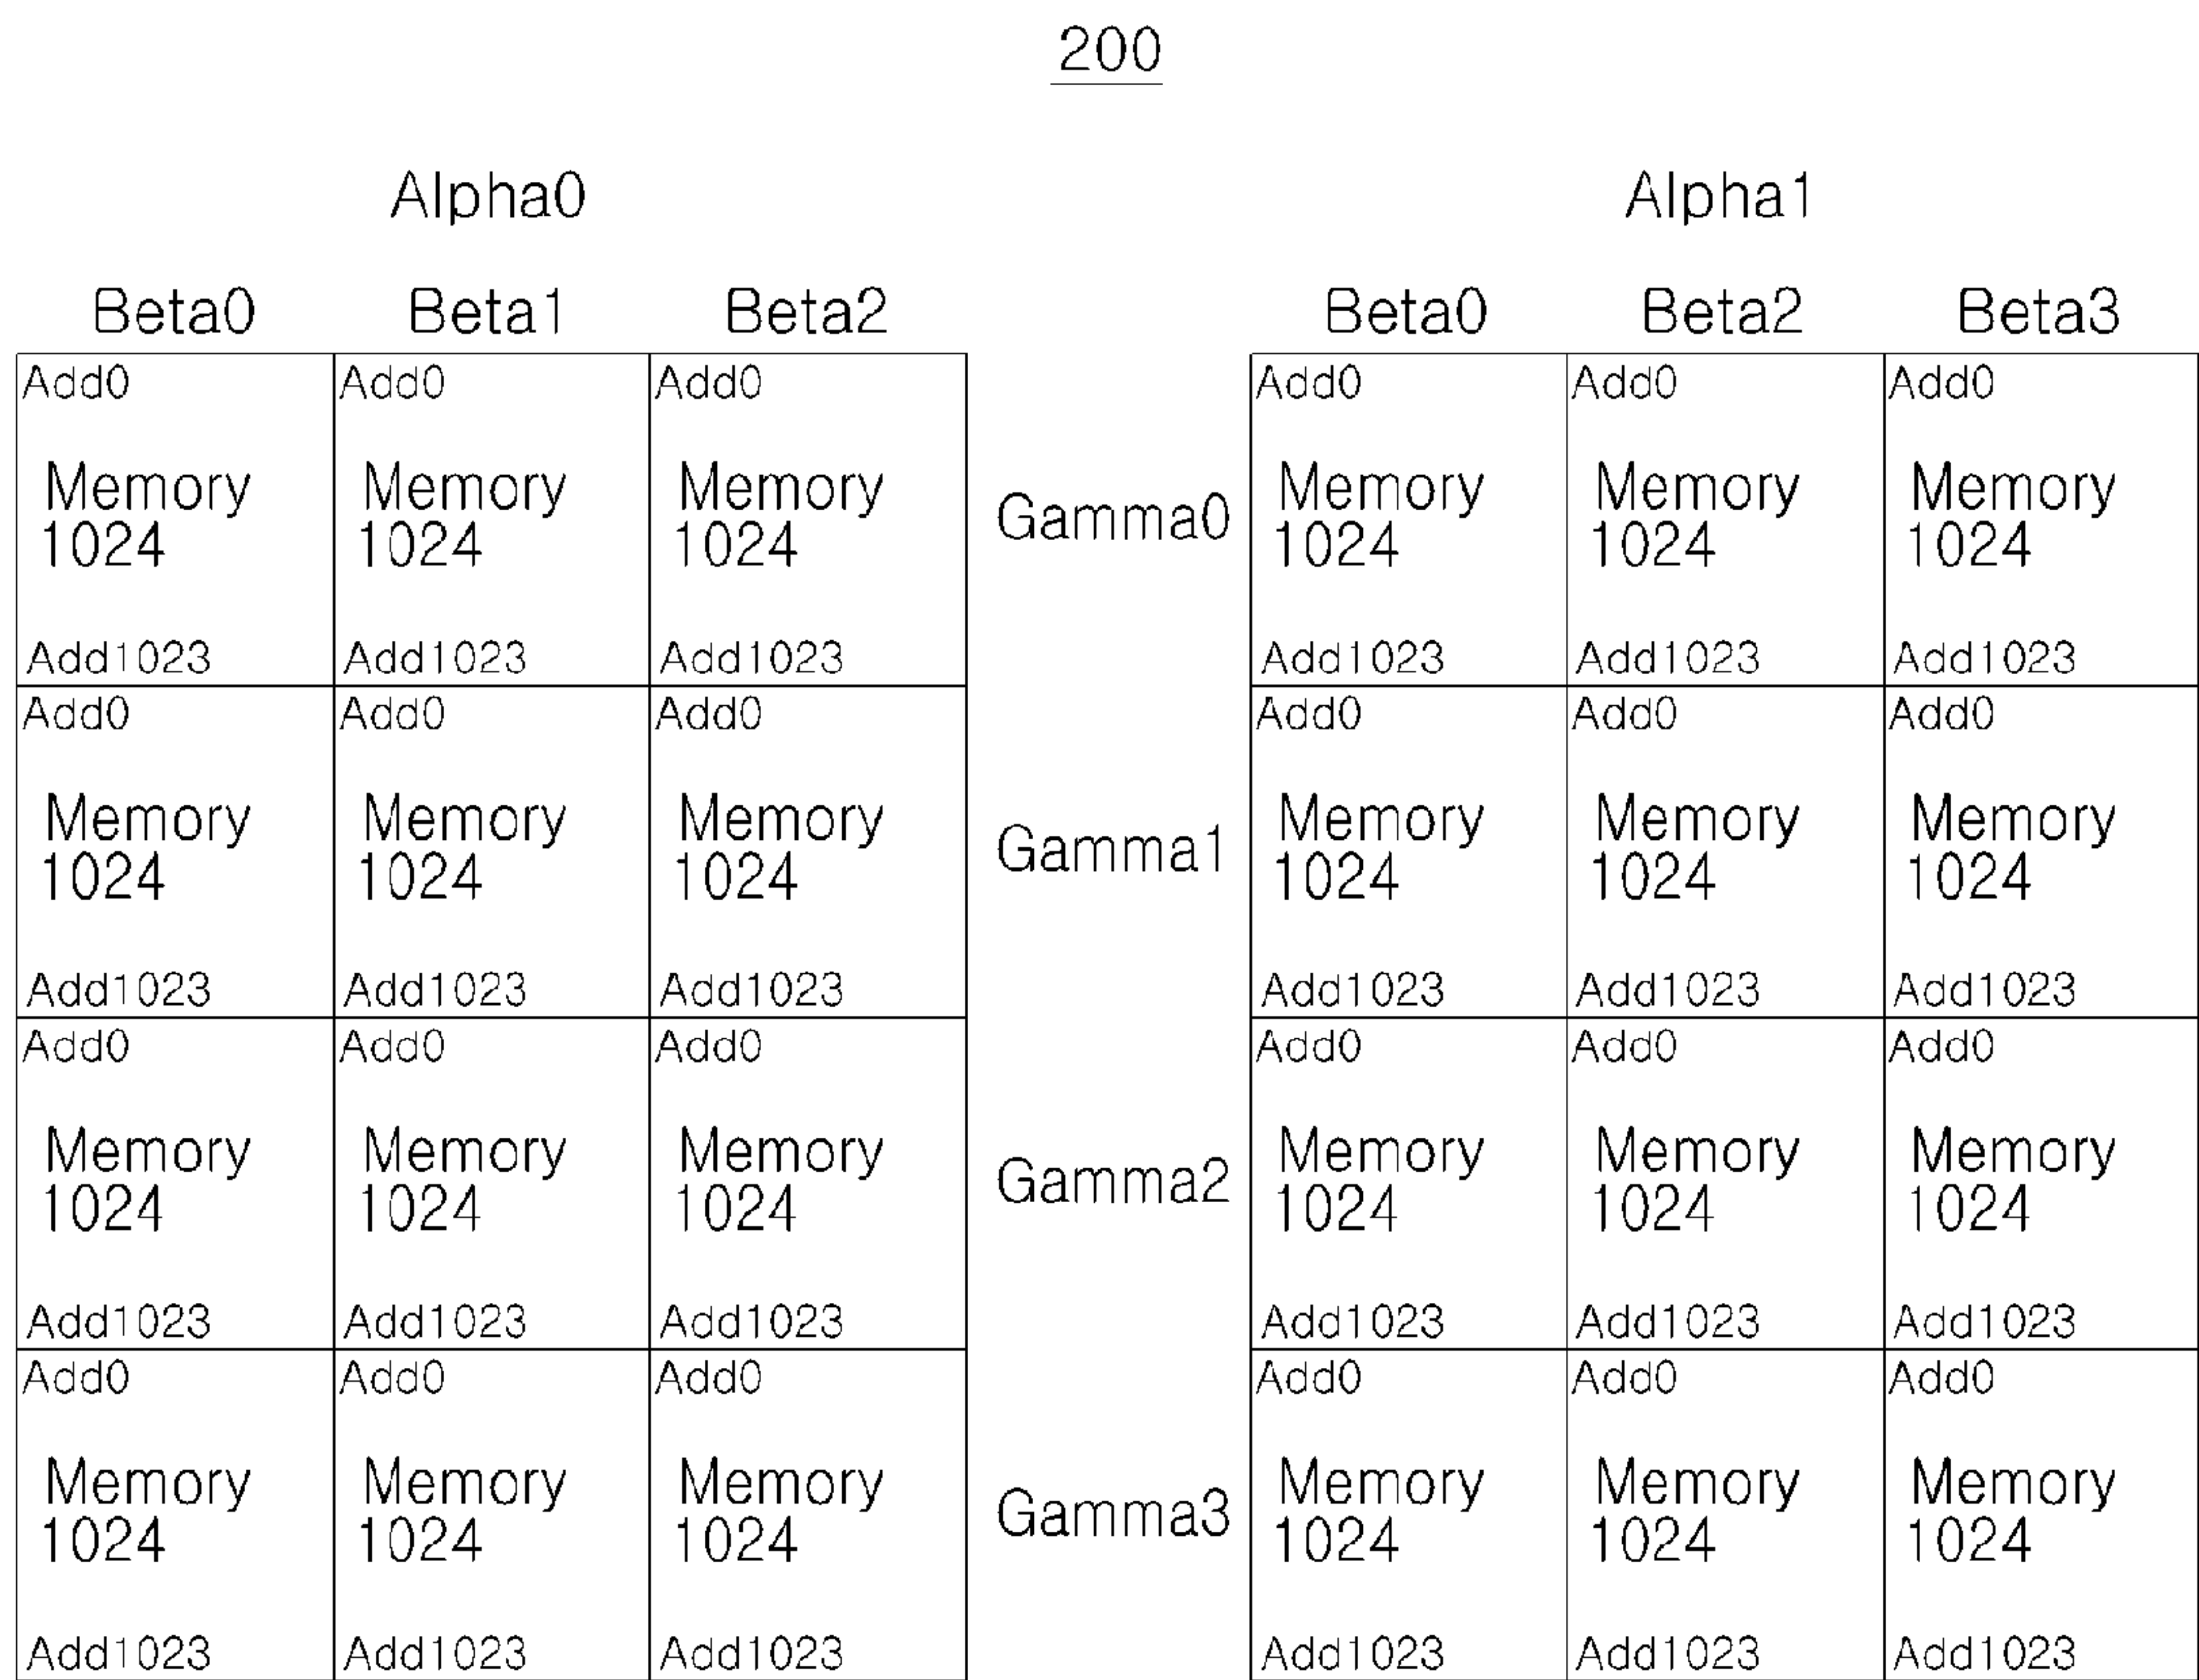 200
Alpha0 Alpha1
Beta0 Beta1 Beta2 Beta0 Beta2 Beta3
Add0 Add0 Add0 Add0 Add0 Add0
Memory Memory Memory Memory Memory Memory
Gamma0
1024 1024 1024 1024 1024 1024
Add1023 Add1023 Add1023 Add1023 Add1023 Add1023
Add0 Add0 Add0 Add0 Add0 Add0
Memory Memory Memory Memory Memory Memory
Gamma1
1024 1024 1024 1024 1024 1024
Add1023 Add1023 Add1023 Add1023 Add1023 Add1023
Add0 Add0 Add0 Add0 Add0 Add0
Memory Memory Memory Memory Memory Memory
Gamma2
1024 1024 1024 1024 1024 1024
Add1023 Add1023 Add1023 Add1023 Add1023 Add1023
Add0 Add0 Add0 Add0 Add0 Add0
Memory Memory Memory Memory Memory Memory
Gamma3
1024 1024 1024 1024 1024 1024
Add1023 Add1023 Add1023 Add1023 Add1023 Add1023